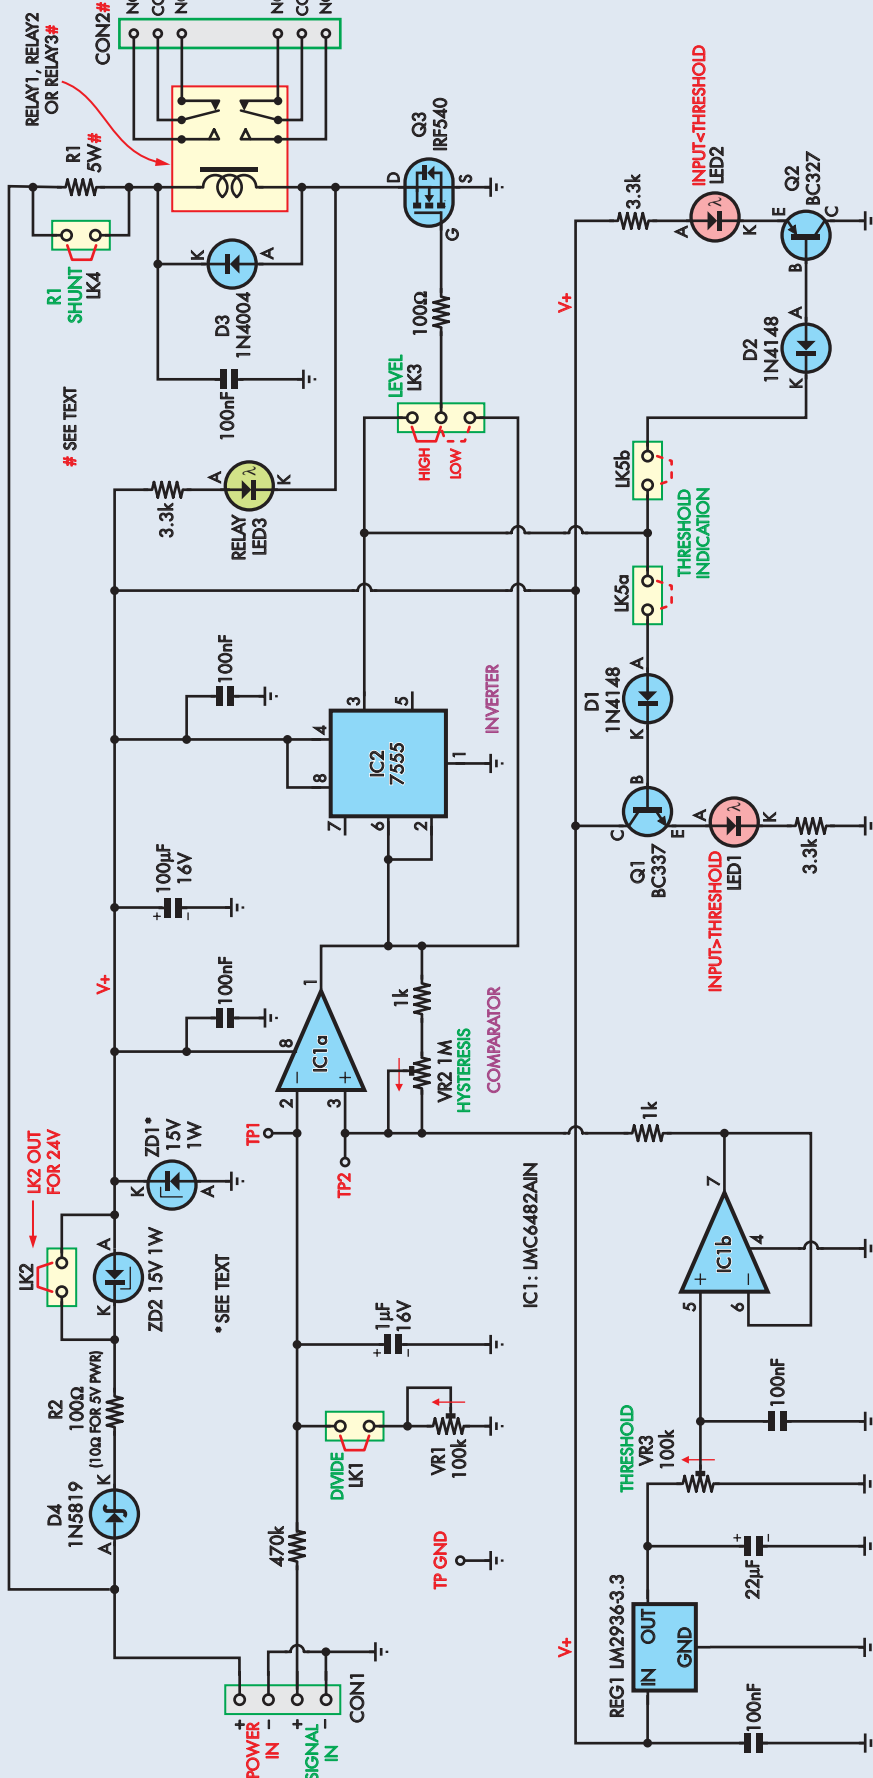 RELAY1, RELAY2
OR RELAY3#
CON2#
R1
5W#
R1
SHUNT
LK4
K
A
D3
1N4004
100nF
# SEE TEXT
Q3
IRF540
D
S
G
100Ω
LEVEL
LK3
HIGH
LOW
3.3k
A
K
λ
RELAY
LED3
V+
3.3k
INPUT<THRESHOLD
LED2
A
K
λ
Q2
BC327
E
C
B
D2
1N4148
A
K
LK5b
THRESHOLD
INDICATION
LK5a
D1
1N4148
A
K
Q1
BC337
B
C
E
INPUT>THRESHOLD
LED1
A
K
λ
3.3k
100nF
IC2
7555
3
5
4
8
1
7
6
2
INVERTER
100µF
16V
+
–
V+
100nF
IC1a
1
8
2
3
–
+
1k
VR2 1M
HYSTERESIS
COMPARATOR
TP1
TP2
LK2 OUT
FOR 24V
LK2
ZD1*
15V
1W
K
A
A
K
ZD2 15V 1W
* SEE TEXT
IC1: LMC6482AIN
1k
7
IC1b
4
5
6
+
–
R2
100Ω
(10Ω FOR 5V PWR)
D4
1N5819
K
A
1µF
16V
+
–
DIVIDE
LK1
VR1
100k
470k
TP GND
THRESHOLD
VR3
100k
100nF
22µF
+
–
REG1 LM2936-3.3
IN
OUT
GND
100nF
V+
CON1
+
POWER
–
IN
+
SIGNAL
–
IN